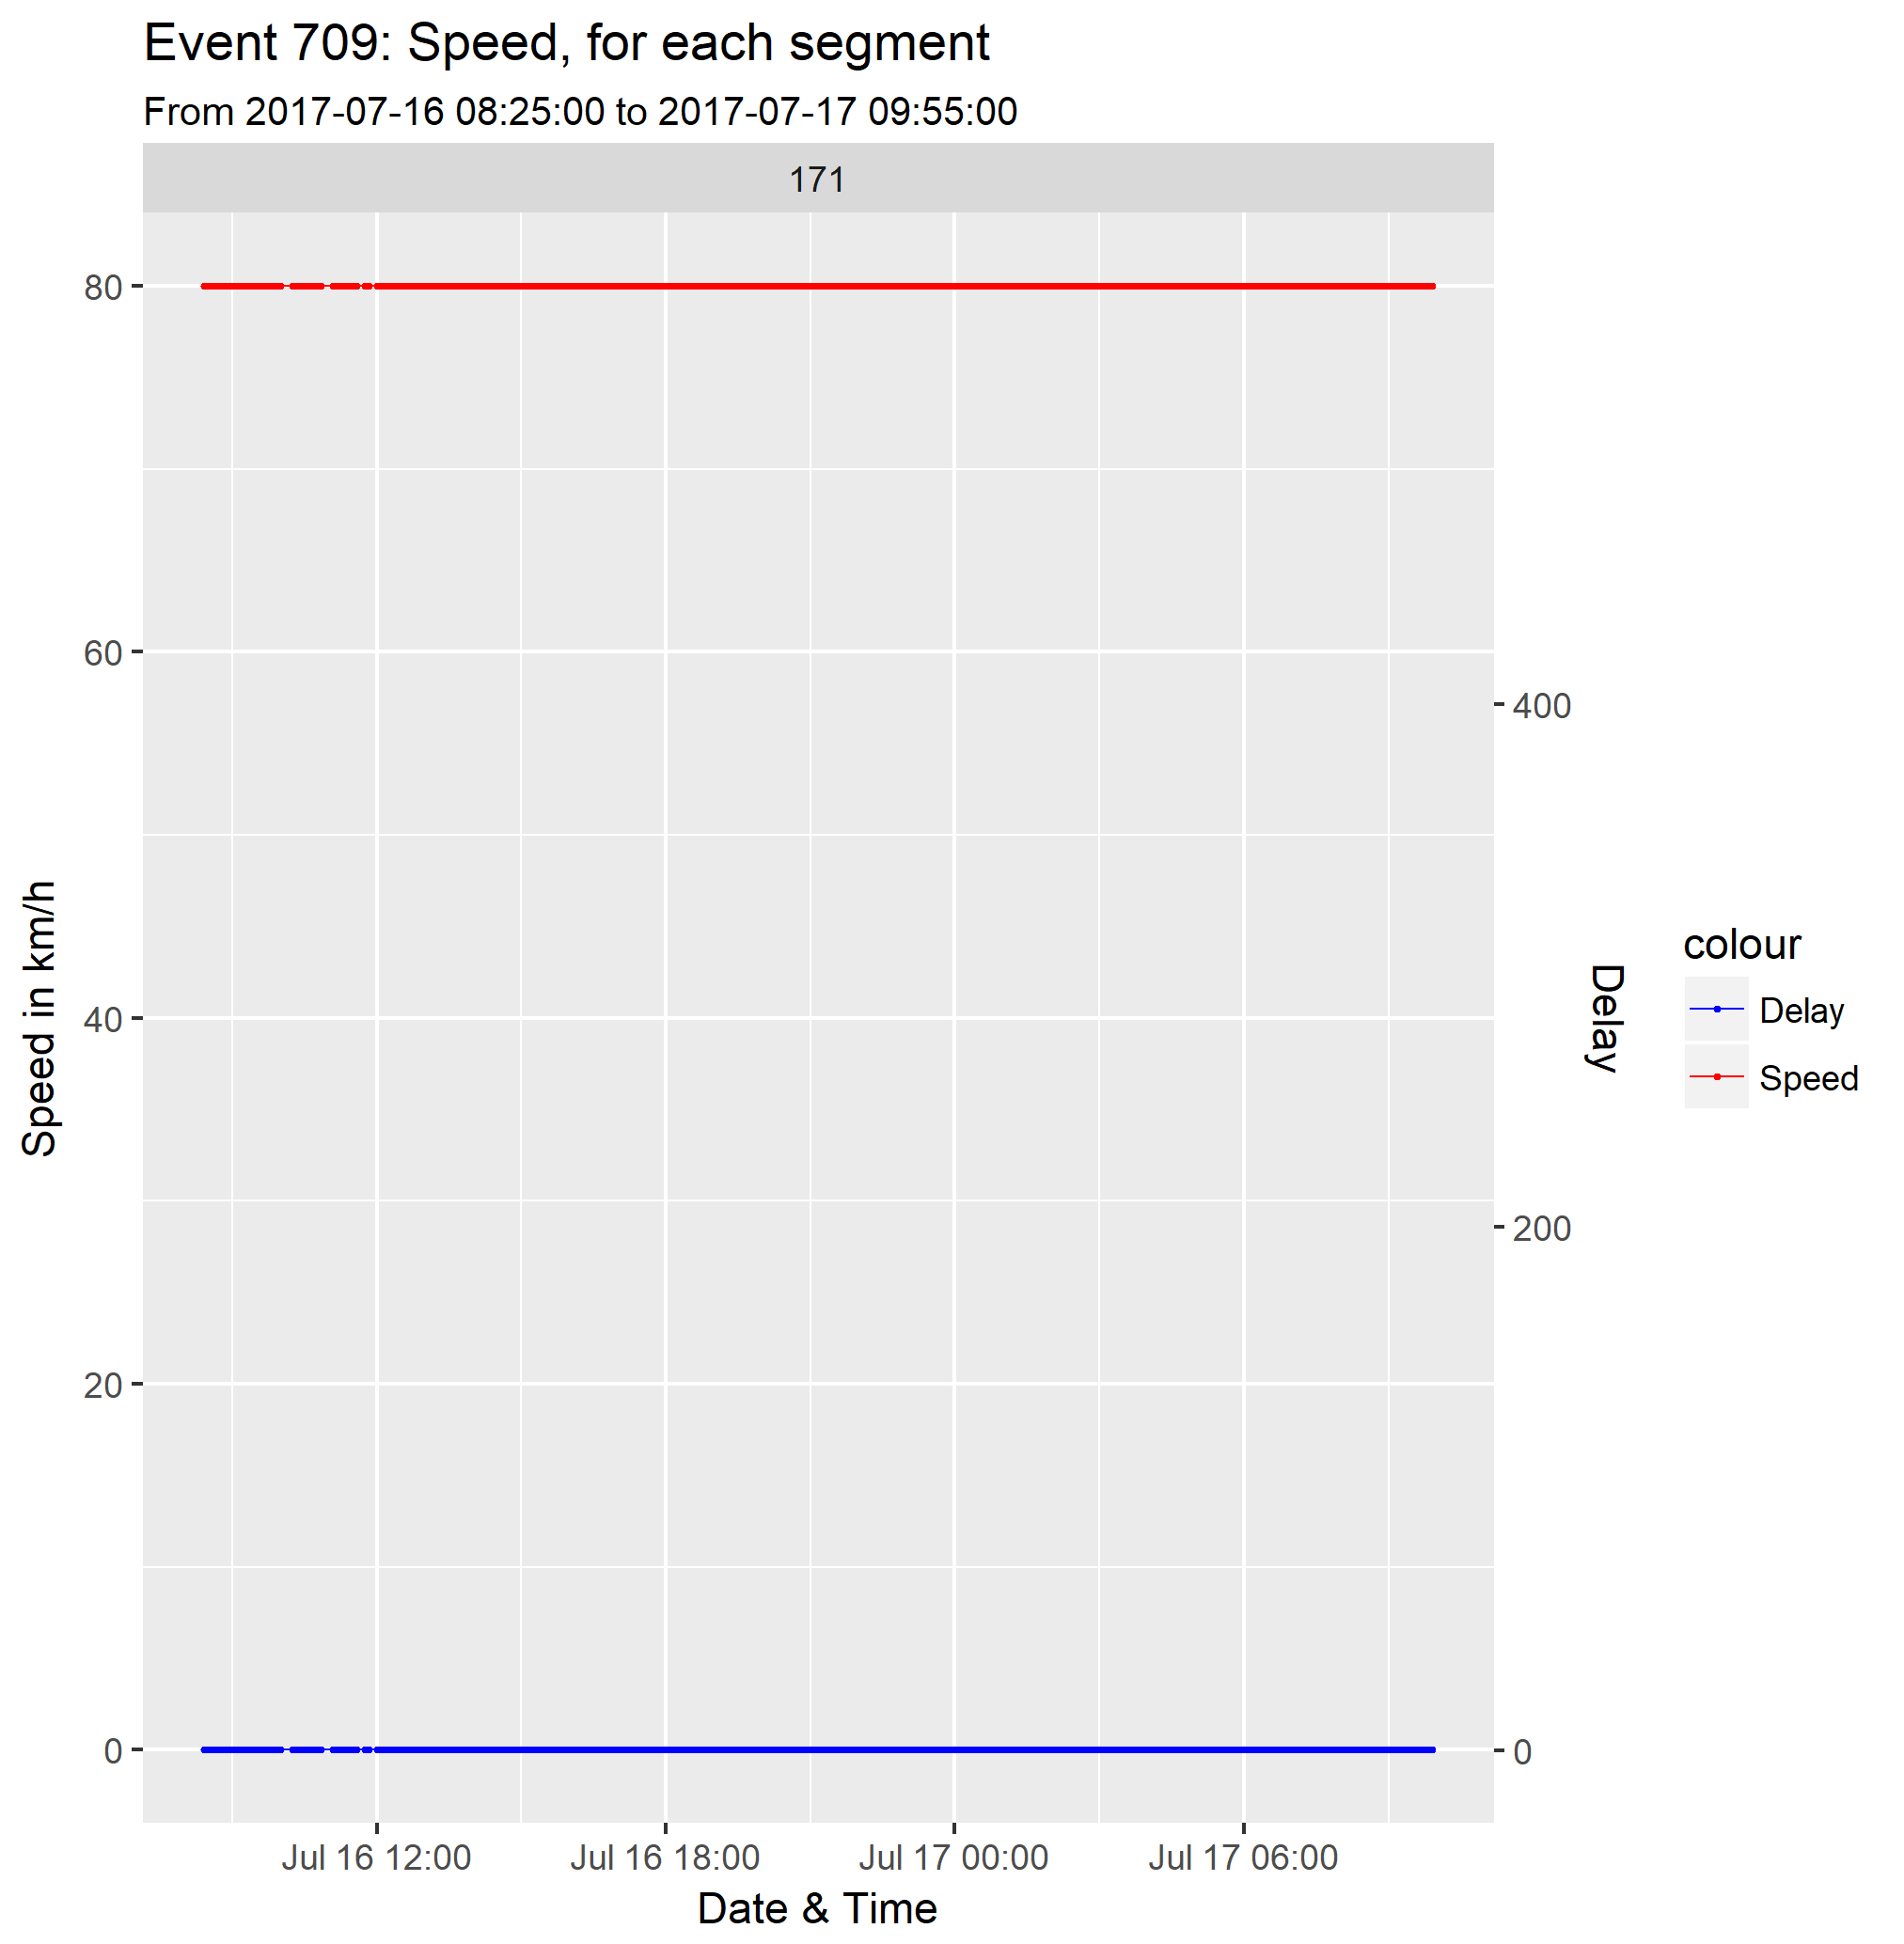 Event 709: Speed, for each segment
From 2017-07-16 08:25:00 to 2017-07-17 09:55:00
171
80
60
40
20
0
Speed in km/h
400
200
0
Delay
colour
Delay
Speed
Jul 16 12:00
Jul 16 18:00
Jul 17 00:00
Jul 17 06:00
Date & Time